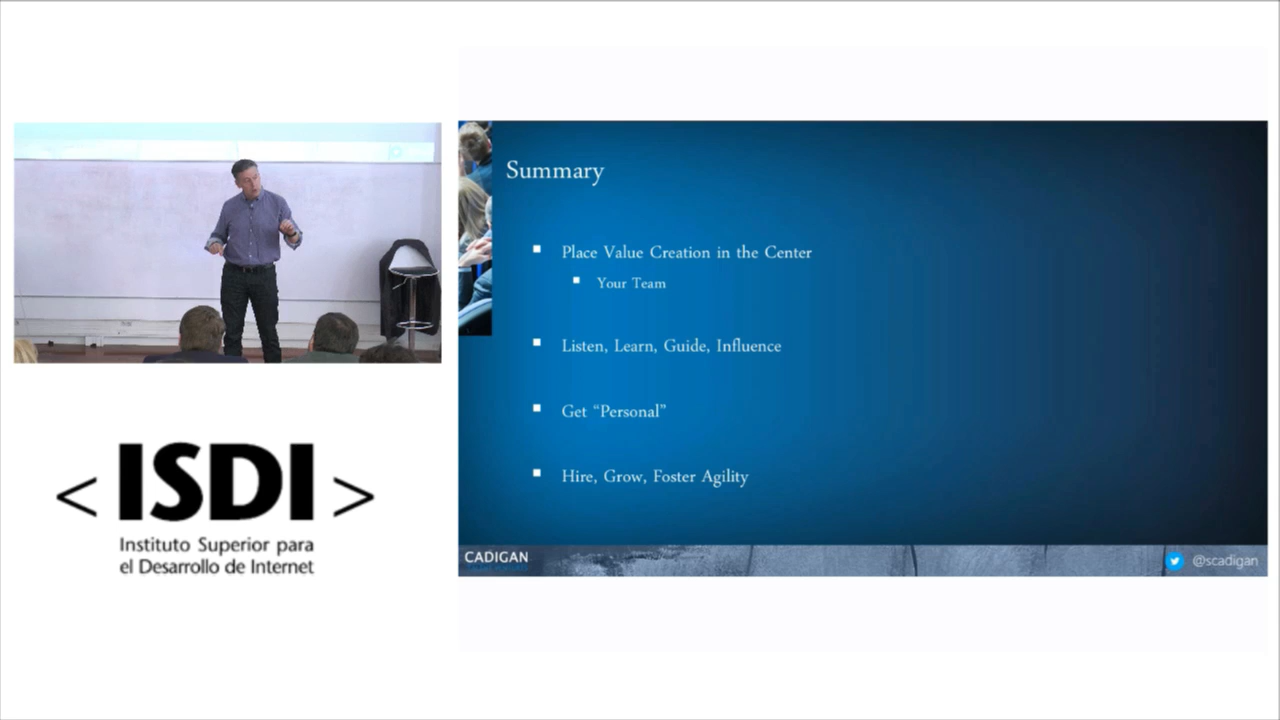 Summary
Place Value Creation in the Center
Your Team
Listen, Learn, Guide, Influence
Get “Personal”
Hire, Grow, Foster Agility
CADIGAN
@scadigan
< ISDI >
Instituto Superior para
el Desarrollo de Internet